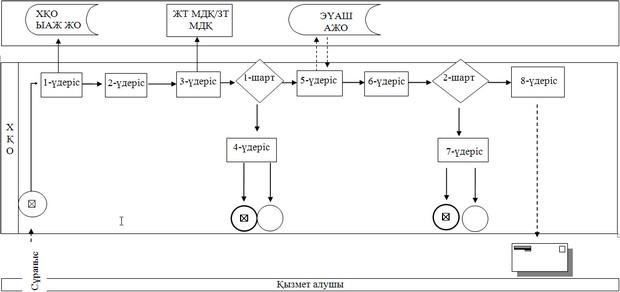 ХҚО
ЫАЖ ЖО
ЖТ МДҚ/ЗТ
МДҚ
ЭҮАШ
АЖО
ХҚО
1-үдеріс
2-үдеріс
3-үдеріс
1-шарт
5-үдеріс
6-үдеріс
2-шарт
8-үдеріс
4-үдеріс
7-үдеріс
Сұраныс
Қызмет алушы